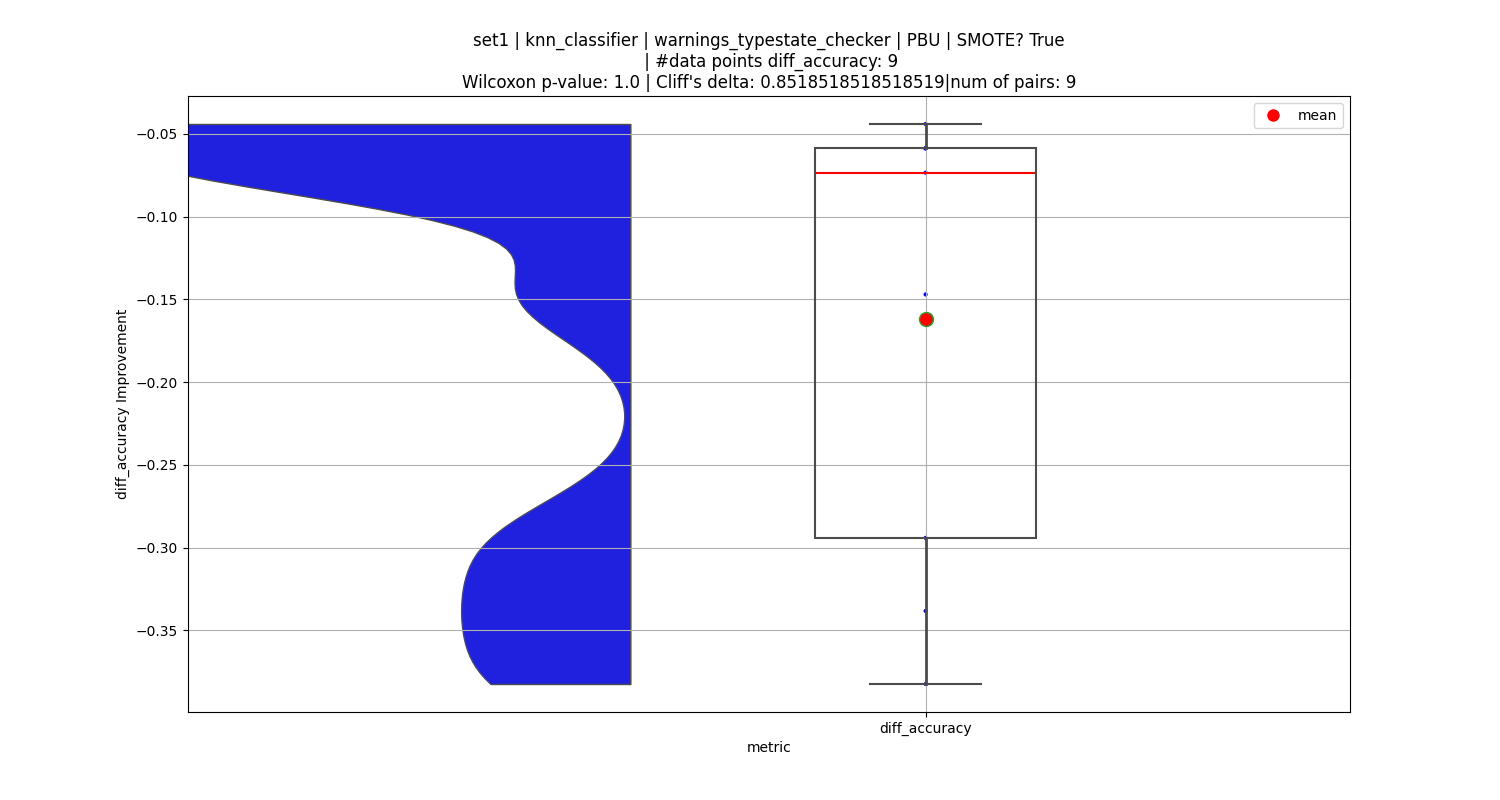 set1 | knn_classifier | warnings_typestate_checker | PBU | SMOTE? True
| #data points diff_accuracy: 9
Wilcoxon p-value: 1.0 | Cliff's delta: 0.8518518518518519|num of pairs: 9
mean
−0.05
−0.10
−0.15
−0.20
−0.25
−0.30
−0.35
diff_accuracy Improvement
diff_accuracy
metric